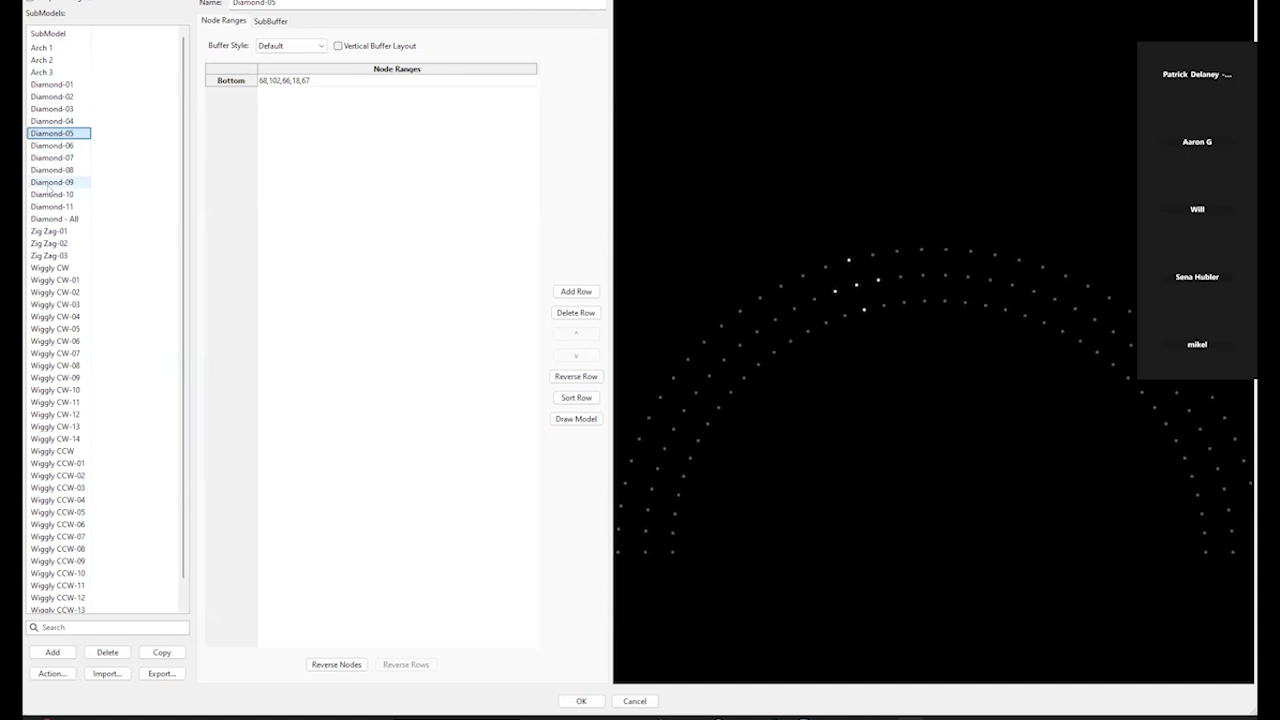 SubModels:
SubModel
Arch 1
Arch 2
Arch 3
Diamond-01
Diamond-02
Diamond-03
Diamond-04
Diamond-05
Diamond-06
Diamond-07
Diamond-08
Diamond-09
Diamond-10
Diamond-11
Diamond - All
Zig Zag-01
Zig Zag-02
Zig Zag-03
Wiggly CW
Wiggly CW-01
Wiggly CW-02
Wiggly CW-03
Wiggly CW-04
Wiggly CW-05
Wiggly CW-06
Wiggly CW-07
Wiggly CW-08
Wiggly CW-09
Wiggly CW-10
Wiggly CW-11
Wiggly CW-12
Wiggly CW-13
Wiggly CW-14
Wiggly CCW
Wiggly CCW-01
Wiggly CCW-02
Wiggly CCW-03
Wiggly CCW-04
Wiggly CCW-05
Wiggly CCW-06
Wiggly CCW-07
Wiggly CCW-08
Wiggly CCW-09
Wiggly CCW-10
Wiggly CCW-11
Wiggly CCW-12
Wiggly CCW-13
Search
Add Delete Copy
Action... Import... Export...
Name: Diamond-05
Node Ranges SubBuffer
Buffer Style: Default Vertical Buffer Layout
Node Ranges
Bottom 68,102,66,18,67
Add Row
Delete Row
^
v
Reverse Row
Sort Row
Draw Model
Reverse Nodes Reverse Rows
OK Cancel
Patrick Delaney -...
Aaron G
Will
Sena Hubler
mikel